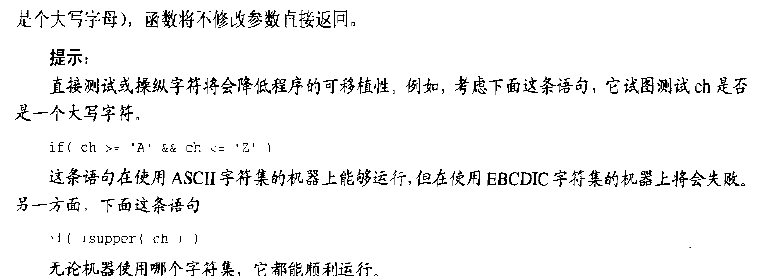 是个大写字母),函数将不修改参数直接返回。
提示:
直接测试或操纵字符将会降低程序的可移植性。例如,考虑下面这条语句,它试图测试 ch 是否
是一个大写字符。
if( ch >= 'A' && ch <= 'Z' )
这条语句在使用 ASCII 字符集的机器上能够运行,但在使用 EBCDIC 字符集的机器上将会失败。
另一方面,下面这条语句
if( isupper( ch ) )
无论机器使用哪个字符集,它都能顺利运行。